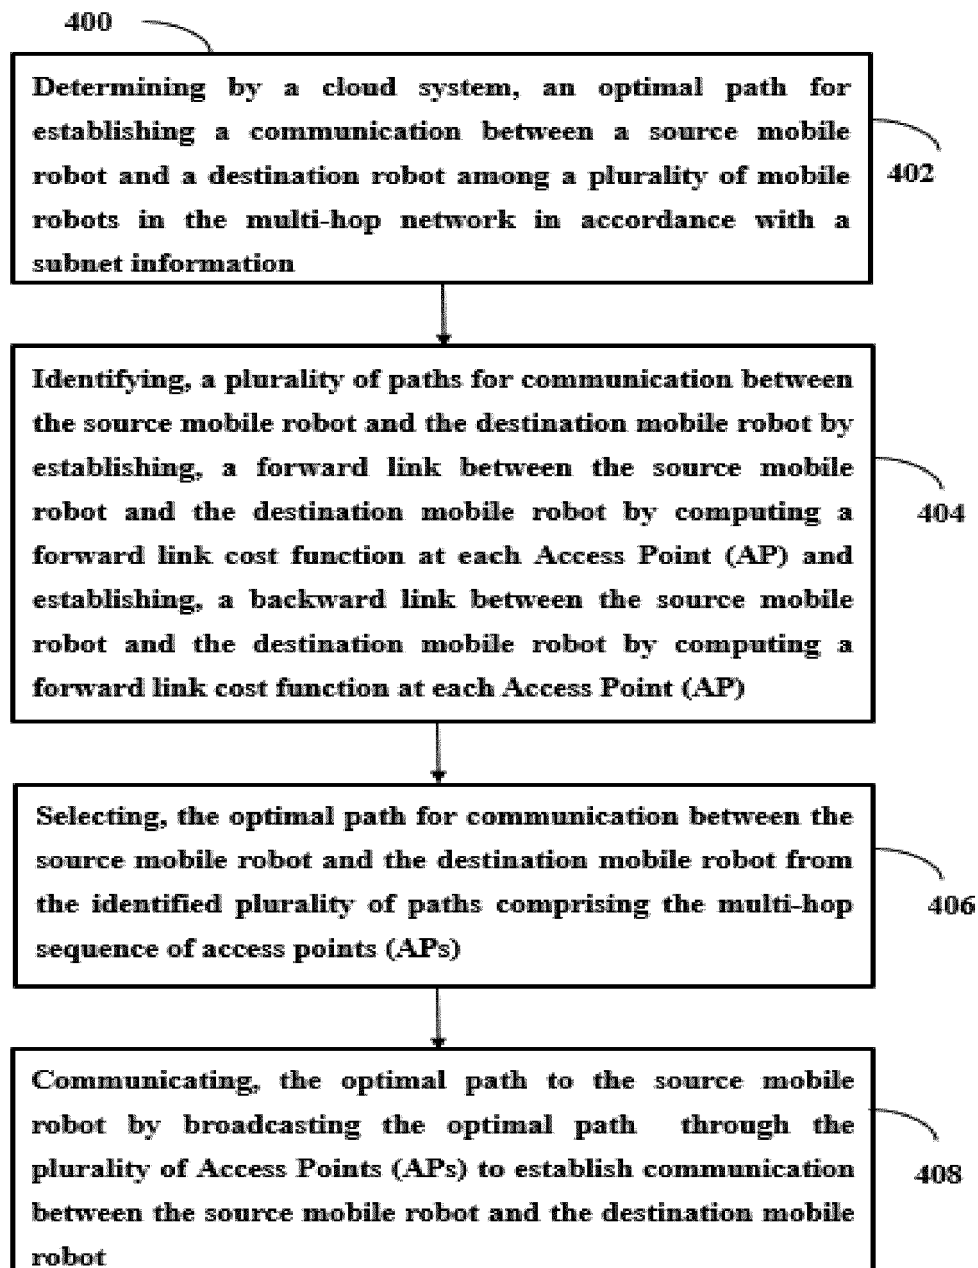 400
Determining by a cloud system, an optimal path for
establishing a communication between a source mobile
robot and a destination robot among a plurality of mobile
robots in the multi-hop network in accordance with a
subnet information
402
Identifying, a plurality of paths for communication between
the source mobile robot and the destination mobile robot by
establishing, a forward link between the source mobile
robot and the destination mobile robot by computing a
forward link cost function at each Access Point (AP) and
establishing, a backward link between the source mobile
robot and the destination mobile robot by computing a
forward link cost function at each Access Point (AP)
404
Selecting, the optimal path for communication between the
source mobile robot and the destination mobile robot from
the identified plurality of paths comprising the multi-hop
sequence of access points (APs)
406
Communicating, the optimal path to the source mobile
robot by broadcasting the optimal path through the
plurality of Access Points (APs) to establish communication
between the source mobile robot and the destination mobile
robot
408